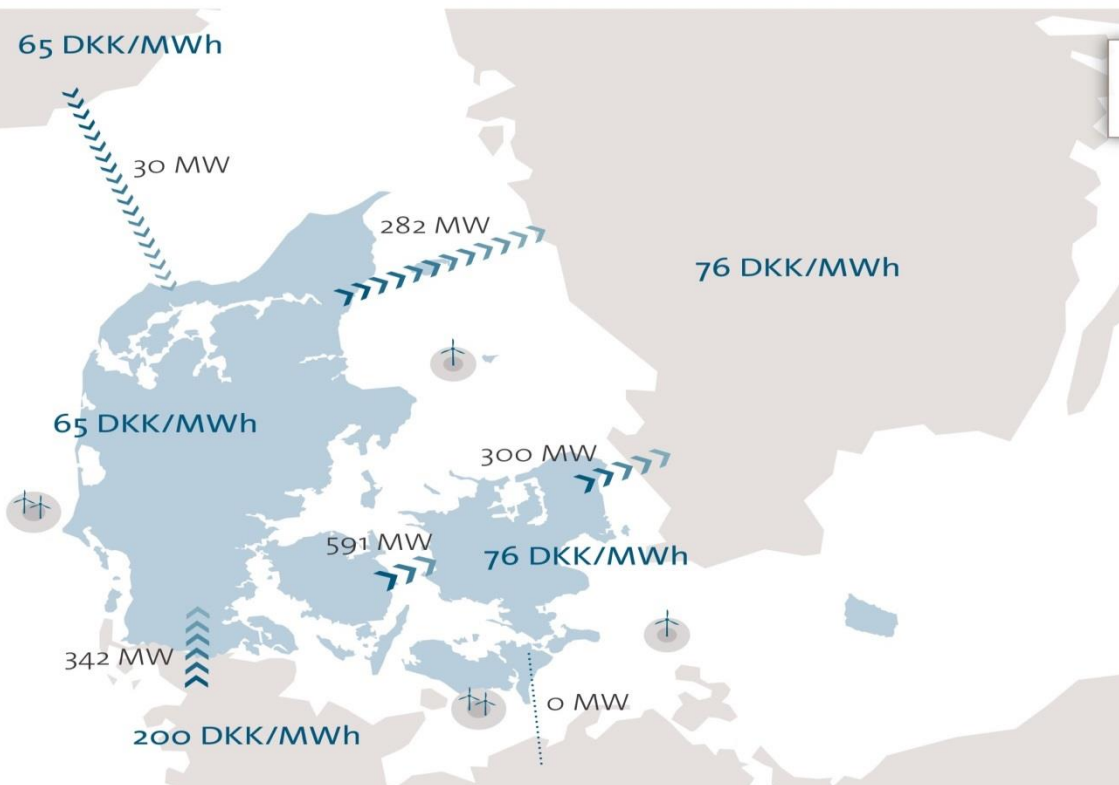 65 DKK/MWh
30 MW
282 MW
76 DKK/MWh
65 DKK/MWh
300 MW
591 MW
76 DKK/MWh
342 MW
0 MW
200 DKK/MWh